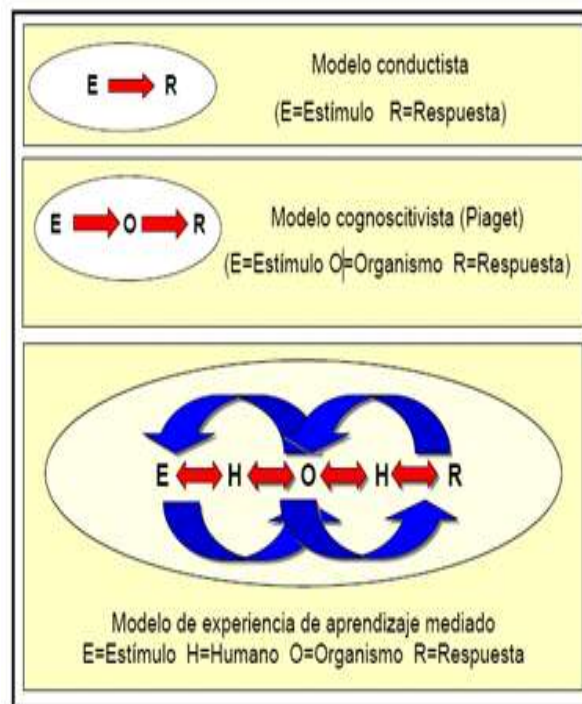 E R
Modelo conductista
(E=Estímulo R=Respuesta)
E O R
Modelo cognoscitivista (Piaget)
(E=Estímulo O=Organismo R=Respuesta)
E H O H R
Modelo de experiencia de aprendizaje mediado
E=Estímulo H=Humano O=Organismo R=Respuesta